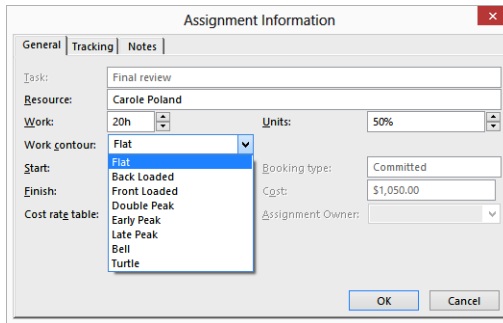 Assignment Information
General Tracking Notes
Task: Final review
Resource: Carole Poland
Work: 20h Units: 50%
Work contour: Flat
Flat
Start: Back Loaded Booking type: Committed
Front Loaded
Finish: Double Peak Cost: $1,050.00
Early Peak
Cost rate table: Late Peak Assignment Owner:
Bell
Turtle
OK Cancel